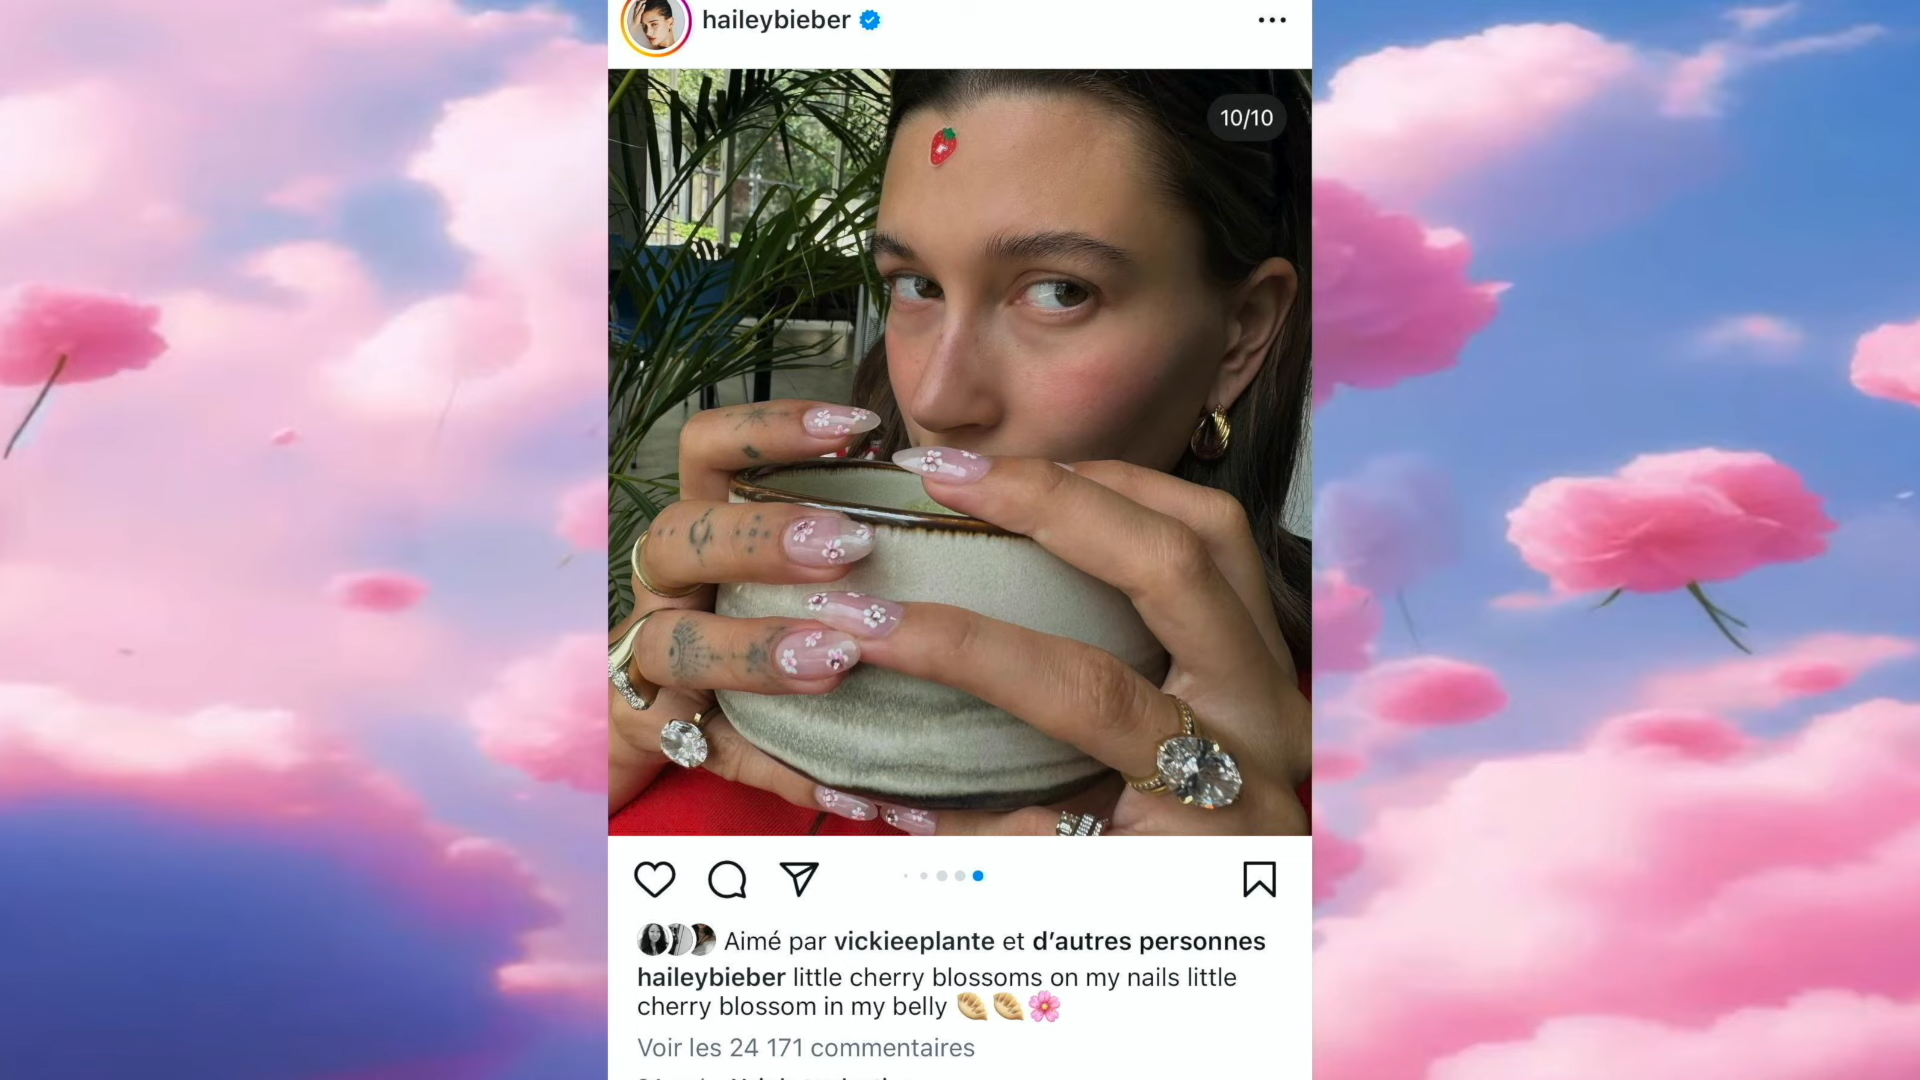 haileybieber
10/10
Aimé par vickieeplante et d’autres personnes
haileybieber little cherry blossoms on my nails little
cherry blossom in my belly 🥟🥟🌸
Voir les 24 171 commentaires